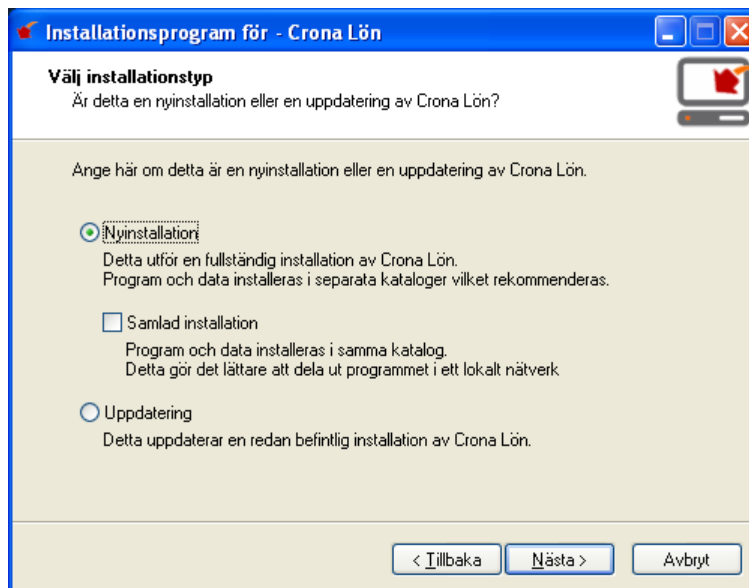 Installationsprogram för - Crona Lön
Välj installationstyp
Är detta en nyinstallation eller en uppdatering av Crona Lön?
Ange här om detta är en nyinstallation eller en uppdatering av Crona Lön.
Nyinstallation
Detta utför en fullständig installation av Crona Lön.
Program och data installeras i separata kataloger vilket rekommenderas.
Samlad installation
Program och data installeras i samma katalog.
Detta gör det lättare att dela ut programmet i ett lokalt nätverk
Uppdatering
Detta uppdaterar en redan befintlig installation av Crona Lön.
< Tillbaka Nästa > Avbryt